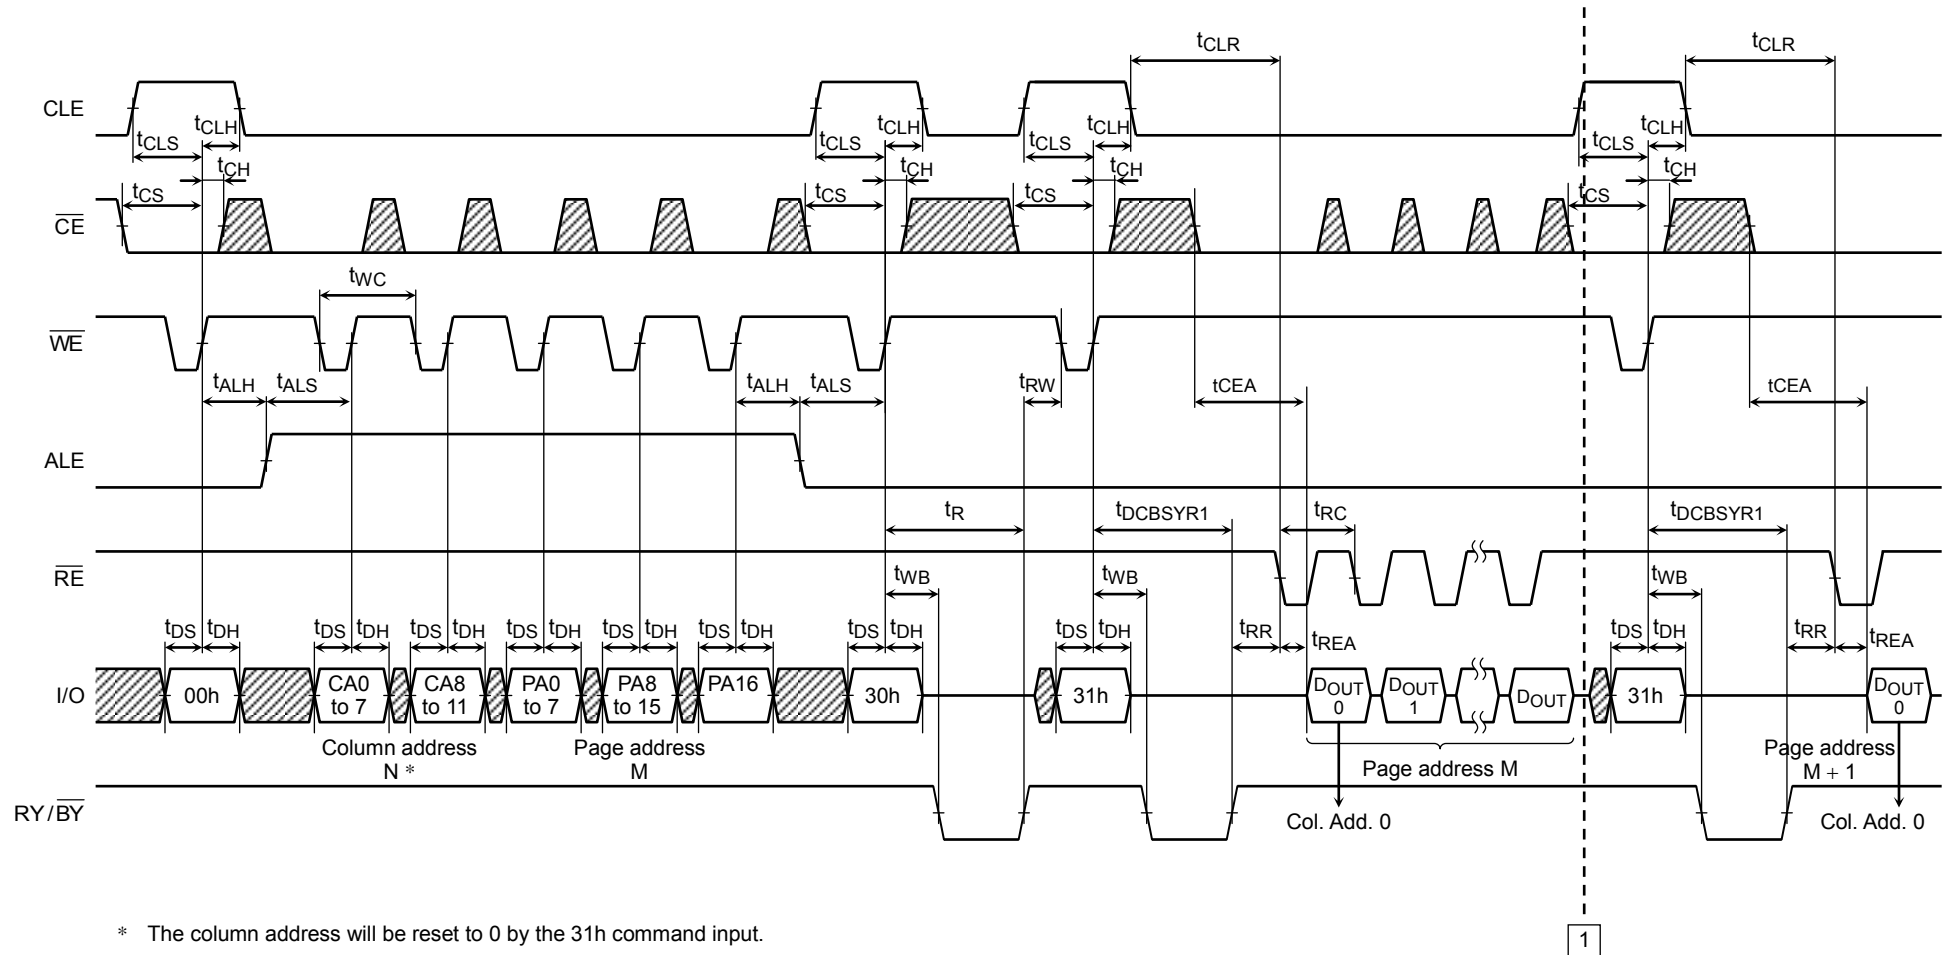 tCLR tCLR
CLE
tCLS tCLH tCLS tCLH tCLS tCLH tCLS tCLH
tCS tCH tCS tCH tCS tCH tCS tCH
CE
tWC
WE
tALH tALS tALH tALS tRW tCEA tCEA
ALE
tR tDCBSYR1 tRC tDCBSYR1
RE
tWB tWB tWB
tDS tDH tDS tDH tDS tDH tDS tDH tDS tDH tDS tDH tDS tDH tDS tDH tRR tREA tDS tDH tRR tREA
I/O
00h
CA0 to 7
CA8 to 11
PA0 to 7
PA8 to 15
PA16
30h
31h
DOUT 0
DOUT 1
DOUT
31h
DOUT 0
Column address N *
Page address M
Page address M
Page address M + 1
RY/BY
Col. Add. 0
Col. Add. 0
* The column address will be reset to 0 by the 31h command input.
1